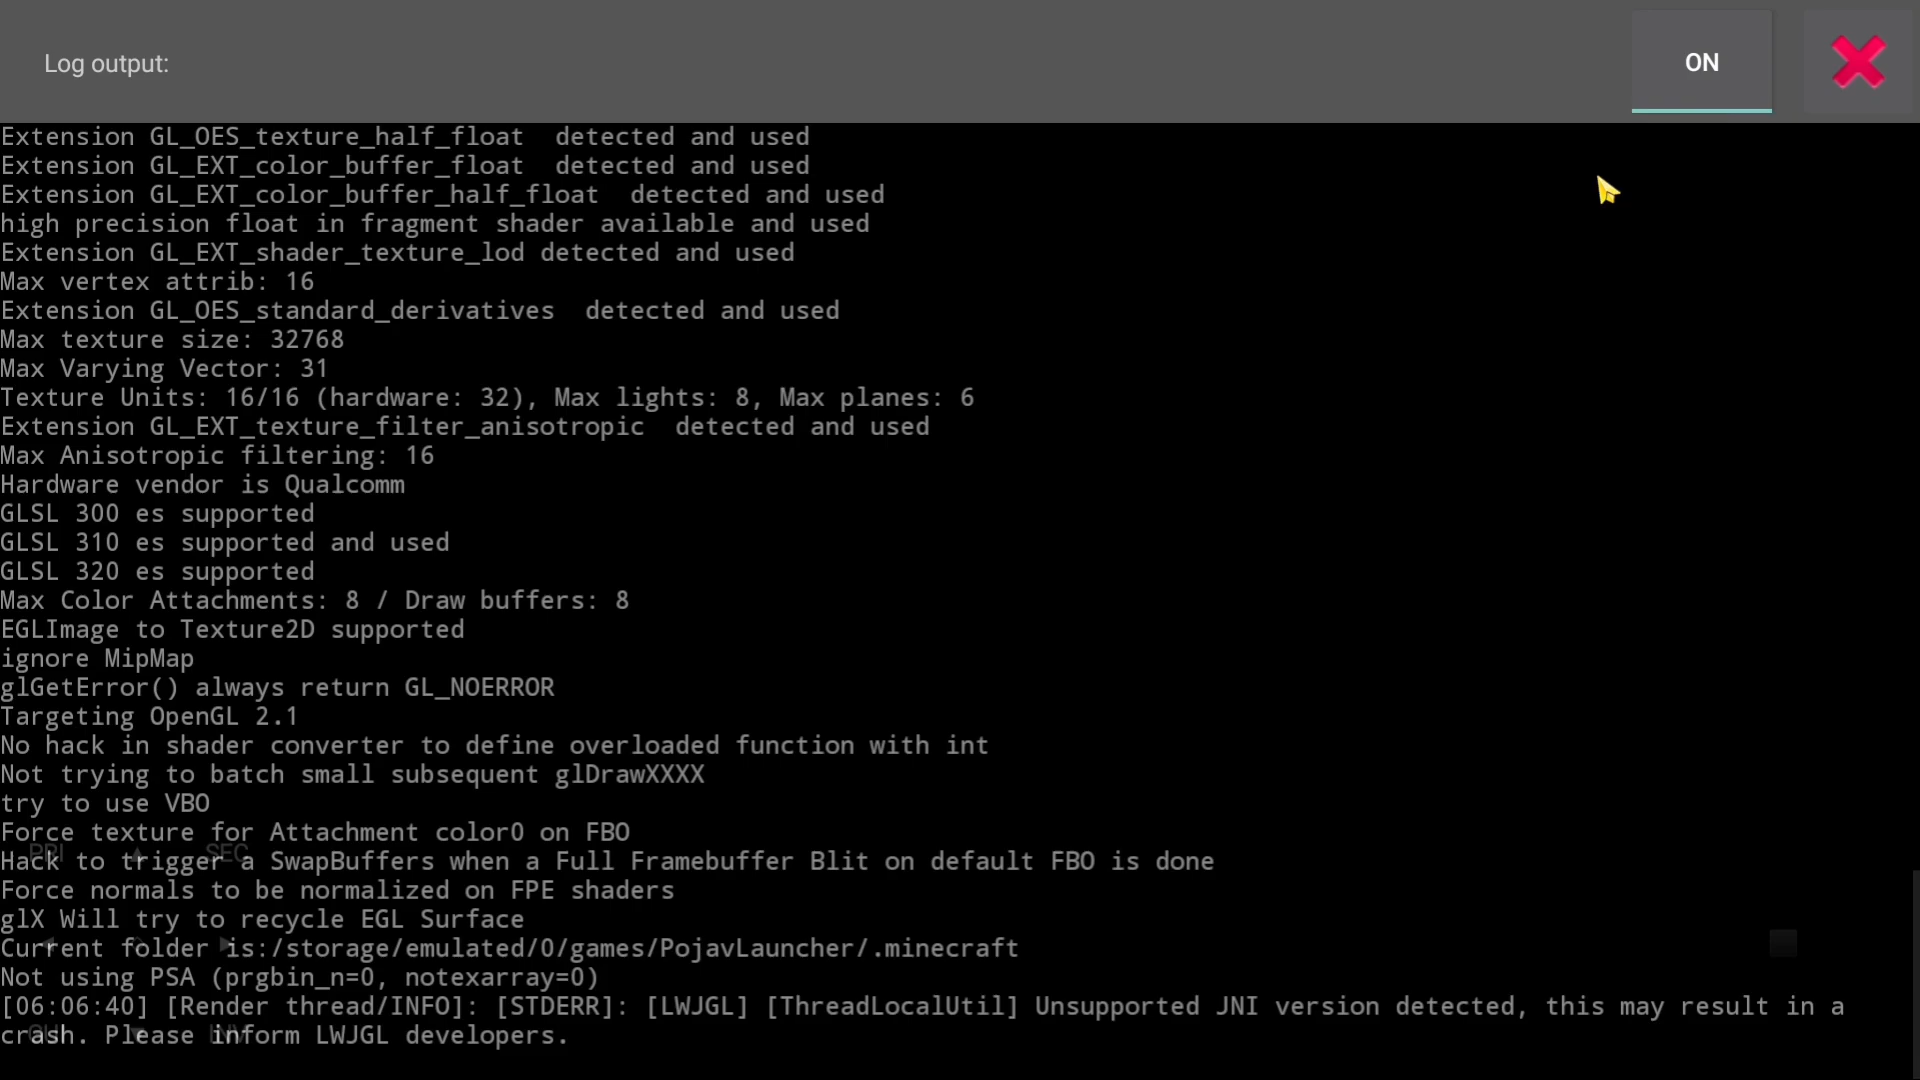 Log output:
ON
Extension GL_OES_texture_half_float  detected and used
Extension GL_EXT_color_buffer_float  detected and used
Extension GL_EXT_color_buffer_half_float  detected and used
high precision float in fragment shader available and used
Extension GL_EXT_shader_texture_lod detected and used
Max vertex attrib: 16
Extension GL_OES_standard_derivatives  detected and used
Max texture size: 32768
Max Varying Vector: 31
Texture Units: 16/16 (hardware: 32), Max lights: 8, Max planes: 6
Extension GL_EXT_texture_filter_anisotropic  detected and used
Max Anisotropic filtering: 16
Hardware vendor is Qualcomm
GLSL 300 es supported
GLSL 310 es supported and used
GLSL 320 es supported
Max Color Attachments: 8 / Draw buffers: 8
EGLImage to Texture2D supported
ignore MipMap
glGetError() always return GL_NOERROR
Targeting OpenGL 2.1
No hack in shader converter to define overloaded function with int
Not trying to batch small subsequent glDrawXXXX
try to use VBO
Force texture for Attachment color0 on FBO
PRI
SEC
Hack to trigger a SwapBuffers when a Full Framebuffer Blit on default FBO is done
Force normals to be normalized on FPE shaders
glX Will try to recycle EGL Surface
Current folder is:/storage/emulated/0/games/PojavLauncher/.minecraft
Not using PSA (prgbin_n=0, notexarray=0)
[06:06:40] [Render thread/INFO]: [STDERR]: [LWJGL] [ThreadLocalUtil] Unsupported JNI version detected, this may result in a
crash. Please inform LWJGL developers.